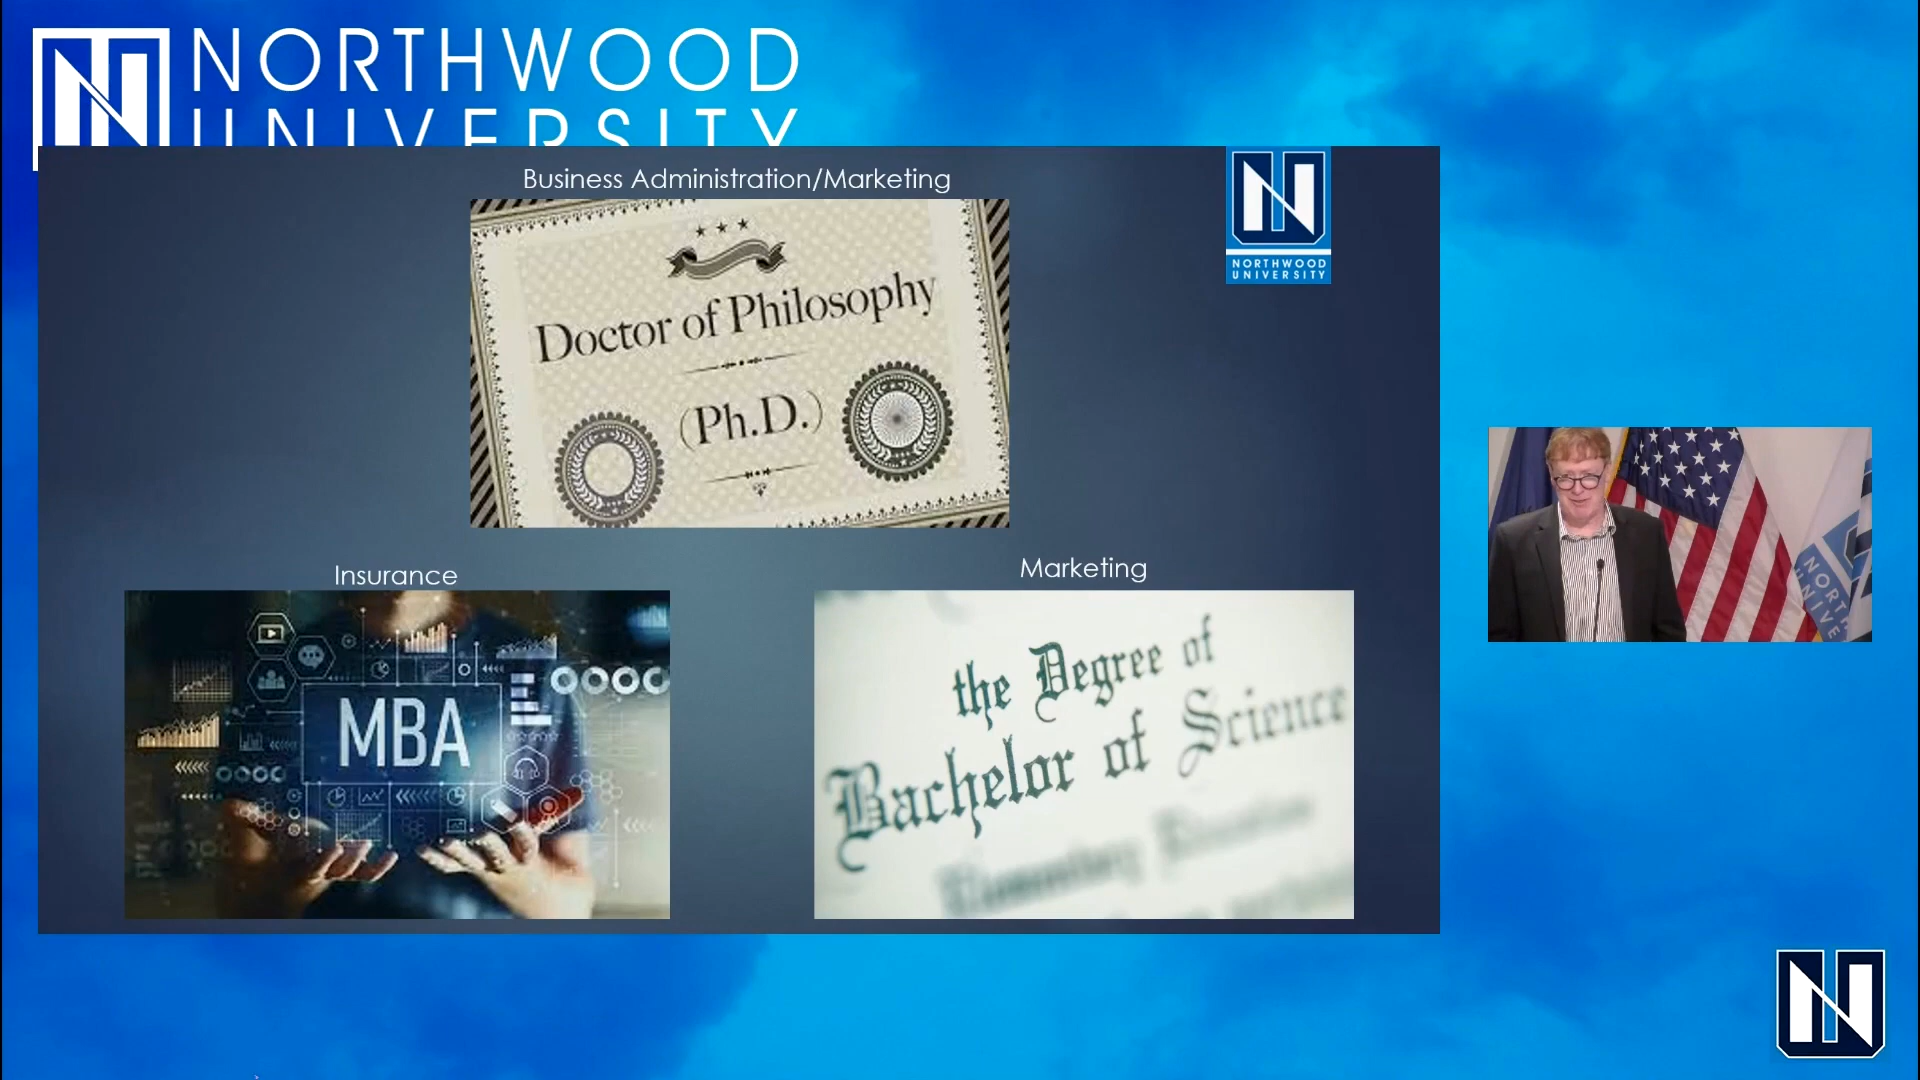 NORTHWOOD
UNIVERSITY
Business Administration/Marketing
NORTHWOOD
UNIVERSITY
Doctor of Philosophy
(Ph.D.)
Insurance
MBA
Marketing
the Degree of
Bachelor of Science